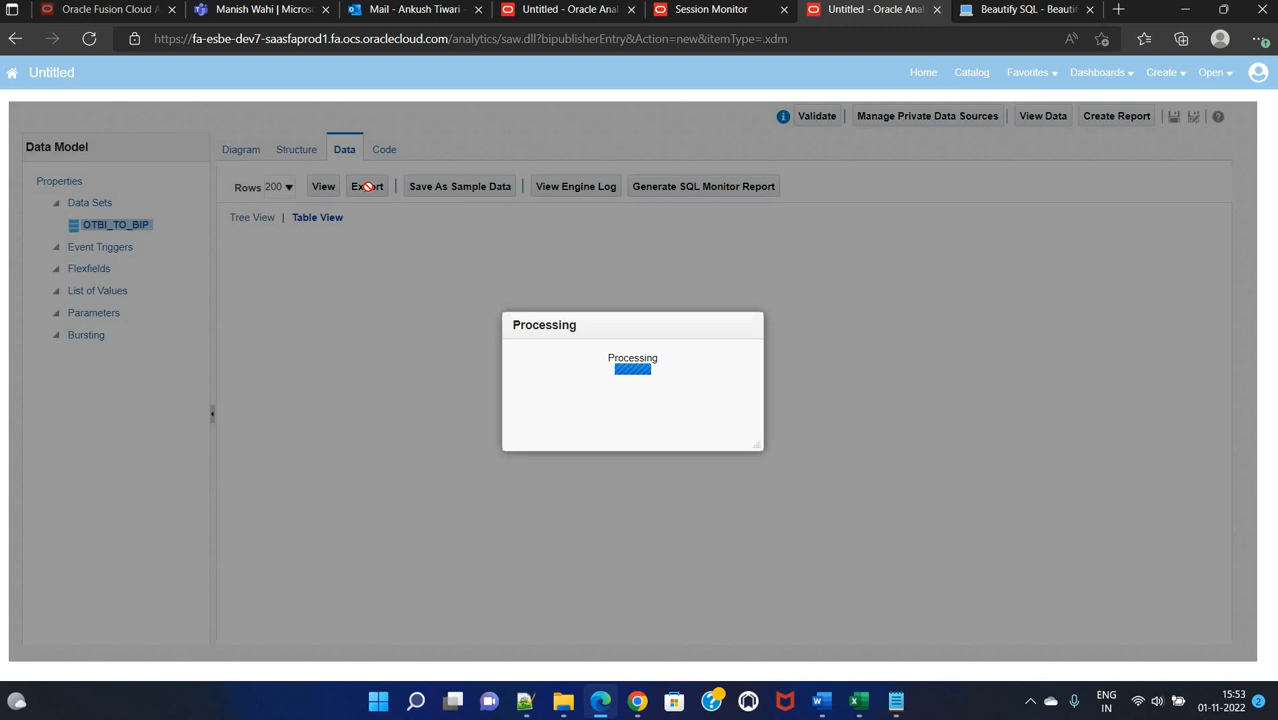 Oracle Fusion Cloud A
Manish Wahi | Micros
Mail - Ankush Tiwari -
Untitled - Oracle Anal
Session Monitor
Untitled - Oracle Anal
Beautify SQL - Beautif
https://fa-esbe-dev7-saasfaprod1.fa.ocs.oraclecloud.com/analytics/saw.dll?bipublisherEntry&Action=new&itemType=.xdm
Untitled
Home
Catalog
Favorites
Dashboards
Create
Open
Validate
Manage Private Data Sources
View Data
Create Report
Data Model
Diagram
Structure
Data
Code
Properties
Rows 200
View
Export
Save As Sample Data
View Engine Log
Generate SQL Monitor Report
Data Sets
Tree View | Table View
OTBI_TO_BIP
Event Triggers
Flexfields
List of Values
Parameters
Bursting
Processing
Processing
ENG
IN
15:53
01-11-2022
2